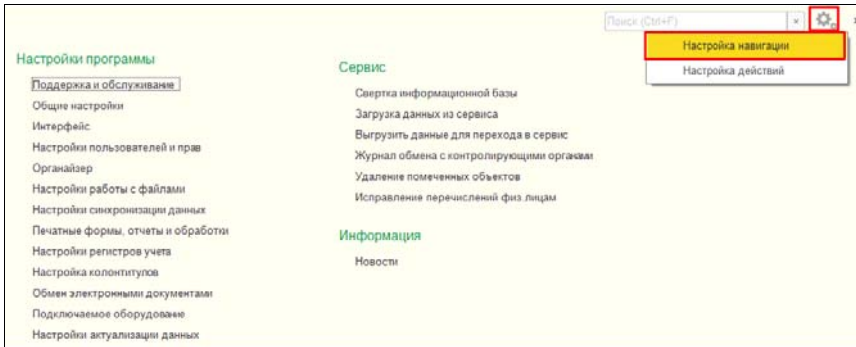 Поиск (Ctrl+F)
Настройка навигации
Настройка действий
Настройки программы
Поддержка и обслуживание
Общие настройки
Интерфейс
Настройки пользователей и прав
Органайзер
Настройки работы с файлами
Настройки синхронизации данных
Печатные формы, отчеты и обработки
Настройки регистров учета
Настройка колонтитулов
Обмен электронными документами
Подключаемое оборудование
Настройки актуализации данных
Сервис
Свертка информационной базы
Загрузка данных из сервиса
Выгрузить данные для перехода в сервис
Журнал обмена с контролирующими органами
Удаление помеченных объектов
Исправление перечислений физ.лицам
Информация
Новости